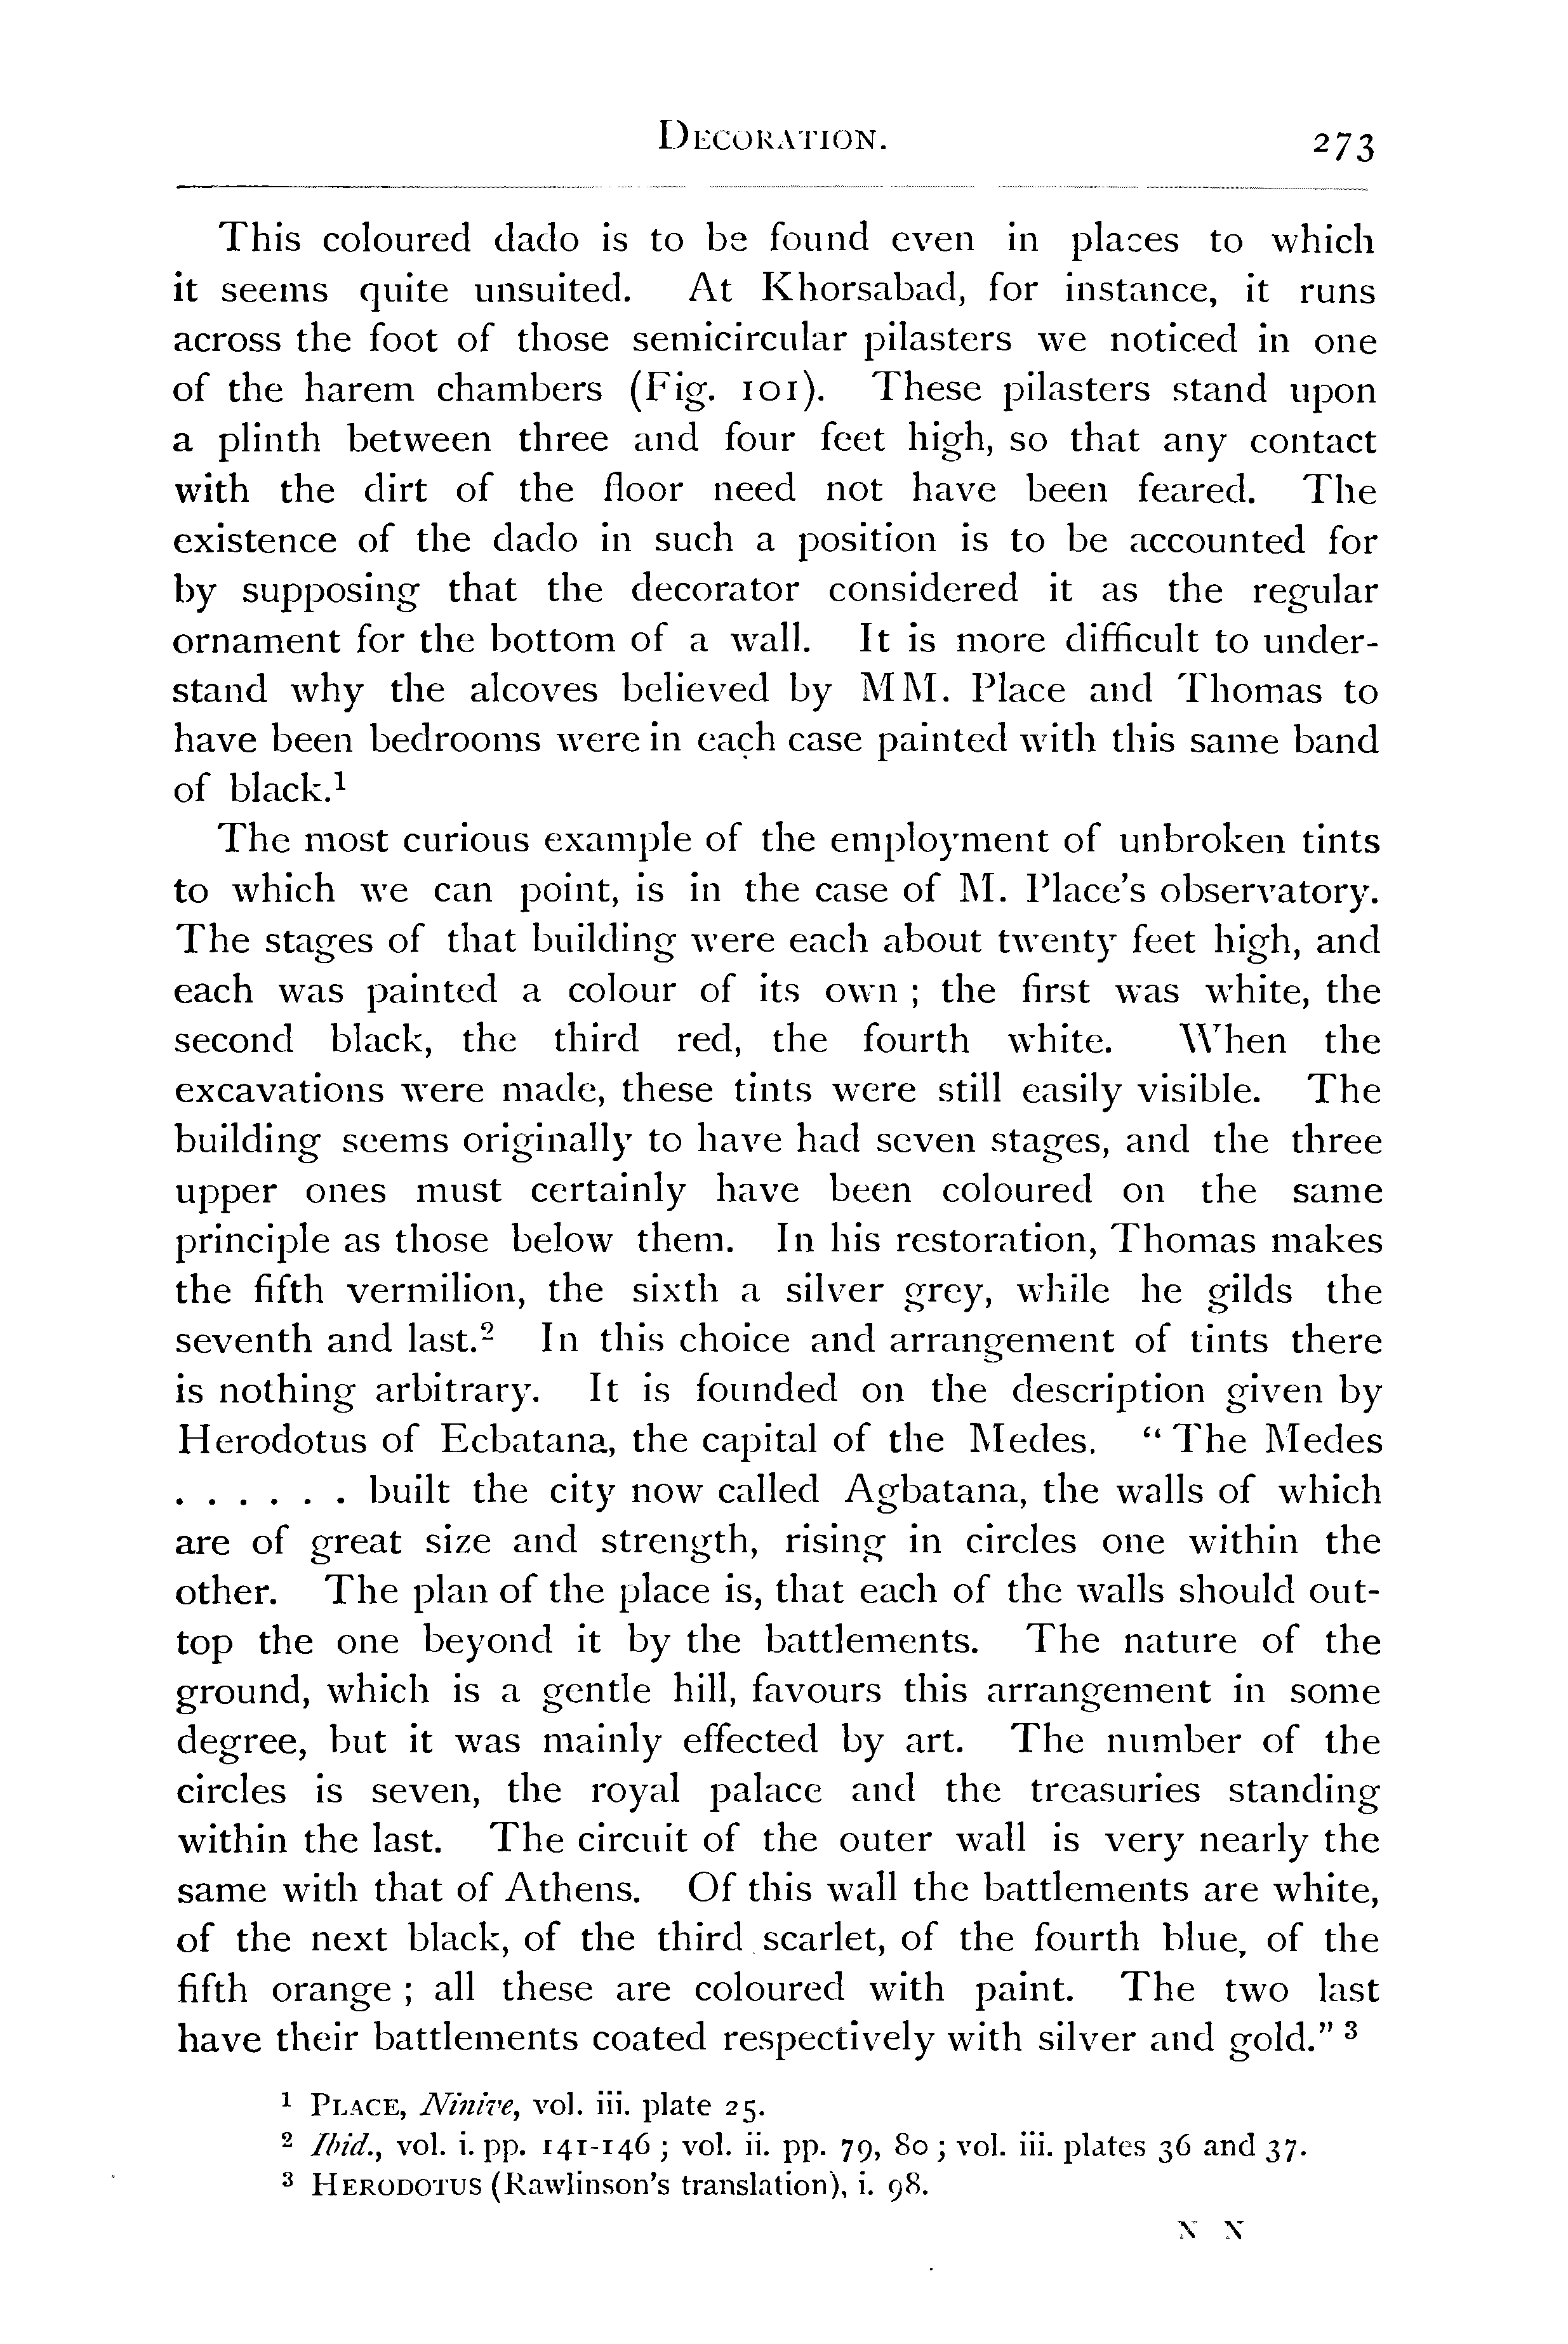 DECORATION. 273
This coloured dado is to be found even in places to which
it seems quite unsuited. At Khorsabad, for instance, it runs
across the foot of those semicircular pilasters we noticed in one
of the harem chambers (Fig. 101). These pilasters stand upon
a plinth between three and four feet high, so that any contact
with the dirt of the floor need not have been feared. The
existence of the dado in such a position is to be accounted for
by supposing that the decorator considered it as the regular
ornament for the bottom of a wall. It is more difficult to under-
stand why the alcoves believed by MM. Place and Thomas to
have been bedrooms were in each case painted with this same band
of black.¹
The most curious example of the employment of unbroken tints
to which we can point, is in the case of M. Place's observatory.
The stages of that building were each about twenty feet high, and
each was painted a colour of its own ; the first was white, the
second black, the third red, the fourth white. When the
excavations were made, these tints were still easily visible. The
building seems originally to have had seven stages, and the three
upper ones must certainly have been coloured on the same
principle as those below them. In his restoration, Thomas makes
the fifth vermilion, the sixth a silver grey, while he gilds the
seventh and last.² In this choice and arrangement of tints there
is nothing arbitrary. It is founded on the description given by
Herodotus of Ecbatana, the capital of the Medes. “ The Medes
. . . . . . built the city now called Agbatana, the walls of which
are of great size and strength, rising in circles one within the
other. The plan of the place is, that each of the walls should out-
top the one beyond it by the battlements. The nature of the
ground, which is a gentle hill, favours this arrangement in some
degree, but it was mainly effected by art. The number of the
circles is seven, the royal palace and the treasuries standing
within the last. The circuit of the outer wall is very nearly the
same with that of Athens. Of this wall the battlements are white,
of the next black, of the third scarlet, of the fourth blue, of the
fifth orange ; all these are coloured with paint. The two last
have their battlements coated respectively with silver and gold.” ³
¹ PLACE, Ninive, vol. iii. plate 25.
² Ibid., vol. i. pp. 141-146 ; vol. ii. pp. 79, 80 ; vol. iii. plates 36 and 37.
³ HERODOTUS (Rawlinson's translation), i. 98.
N N